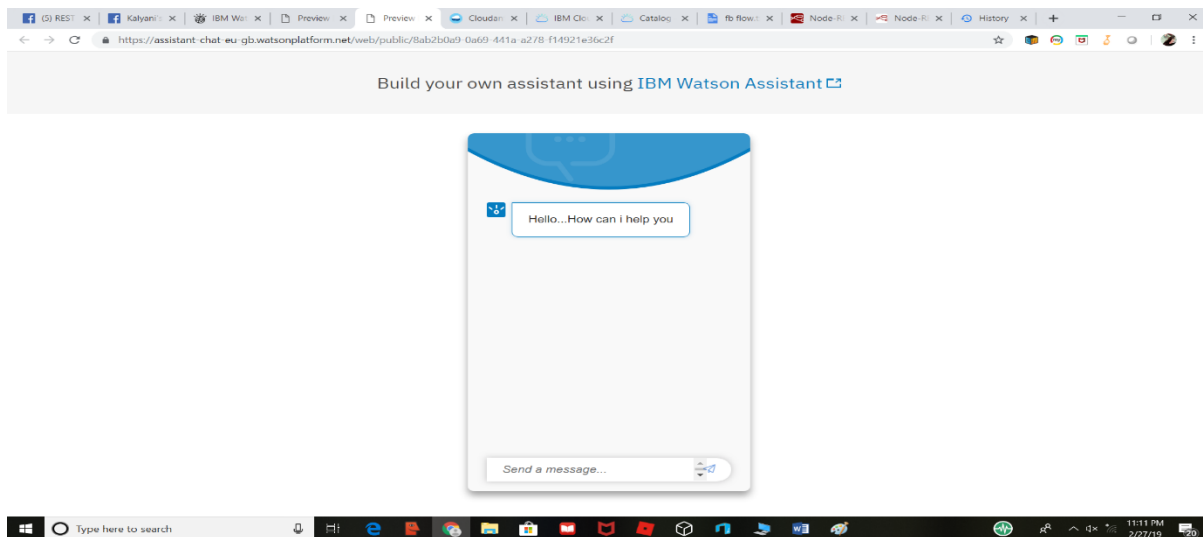 (5) REST
Kalyani's
IBM Wat
Preview
Preview
Cloudan
IBM Clo
Catalog
fb flow.t
Node-R
Node-R
History
https://assistant-chat-eu-gb.watsonplatform.net/web/public/8ab2b0a9-0a69-441a-a278-f14921e36c2f
Build your own assistant using IBM Watson Assistant
Hello...How can i help you
Send a message...
Type here to search
11:11 PM
2/27/19
20